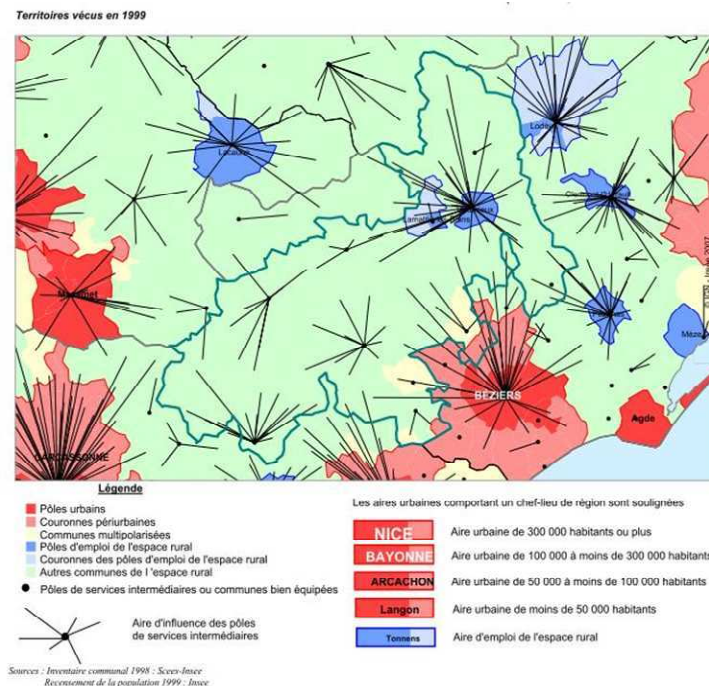 Territoires vécus en 1999
Lodève
BÉZIERS
Agde
Mèze
CARCASSONNE
Légende
Pôles urbains
Couronnes périurbaines
Communes multipolarisées
Pôles d'emploi de l'espace rural
Couronnes des pôles d'emploi de l'espace rural
Autres communes de l 'espace rural
Pôles de services intermédiaires ou communes bien équipées
Aire d'influence des pôles
de services intermédiaires
Les aires urbaines comportant un chef-lieu de région sont soulignées
NICE Aire urbaine de 300 000 habitants ou plus
BAYONNE Aire urbaine de 100 000 à moins de 300 000 habitants
ARCACHON Aire urbaine de 50 000 à moins de 100 000 habitants
Langon Aire urbaine de moins de 50 000 habitants
Tonnens Aire d'emploi de l'espace rural
Sources : Inventaire communal 1998 : Scees-Insee
Recensement de la population 1999 : Insee